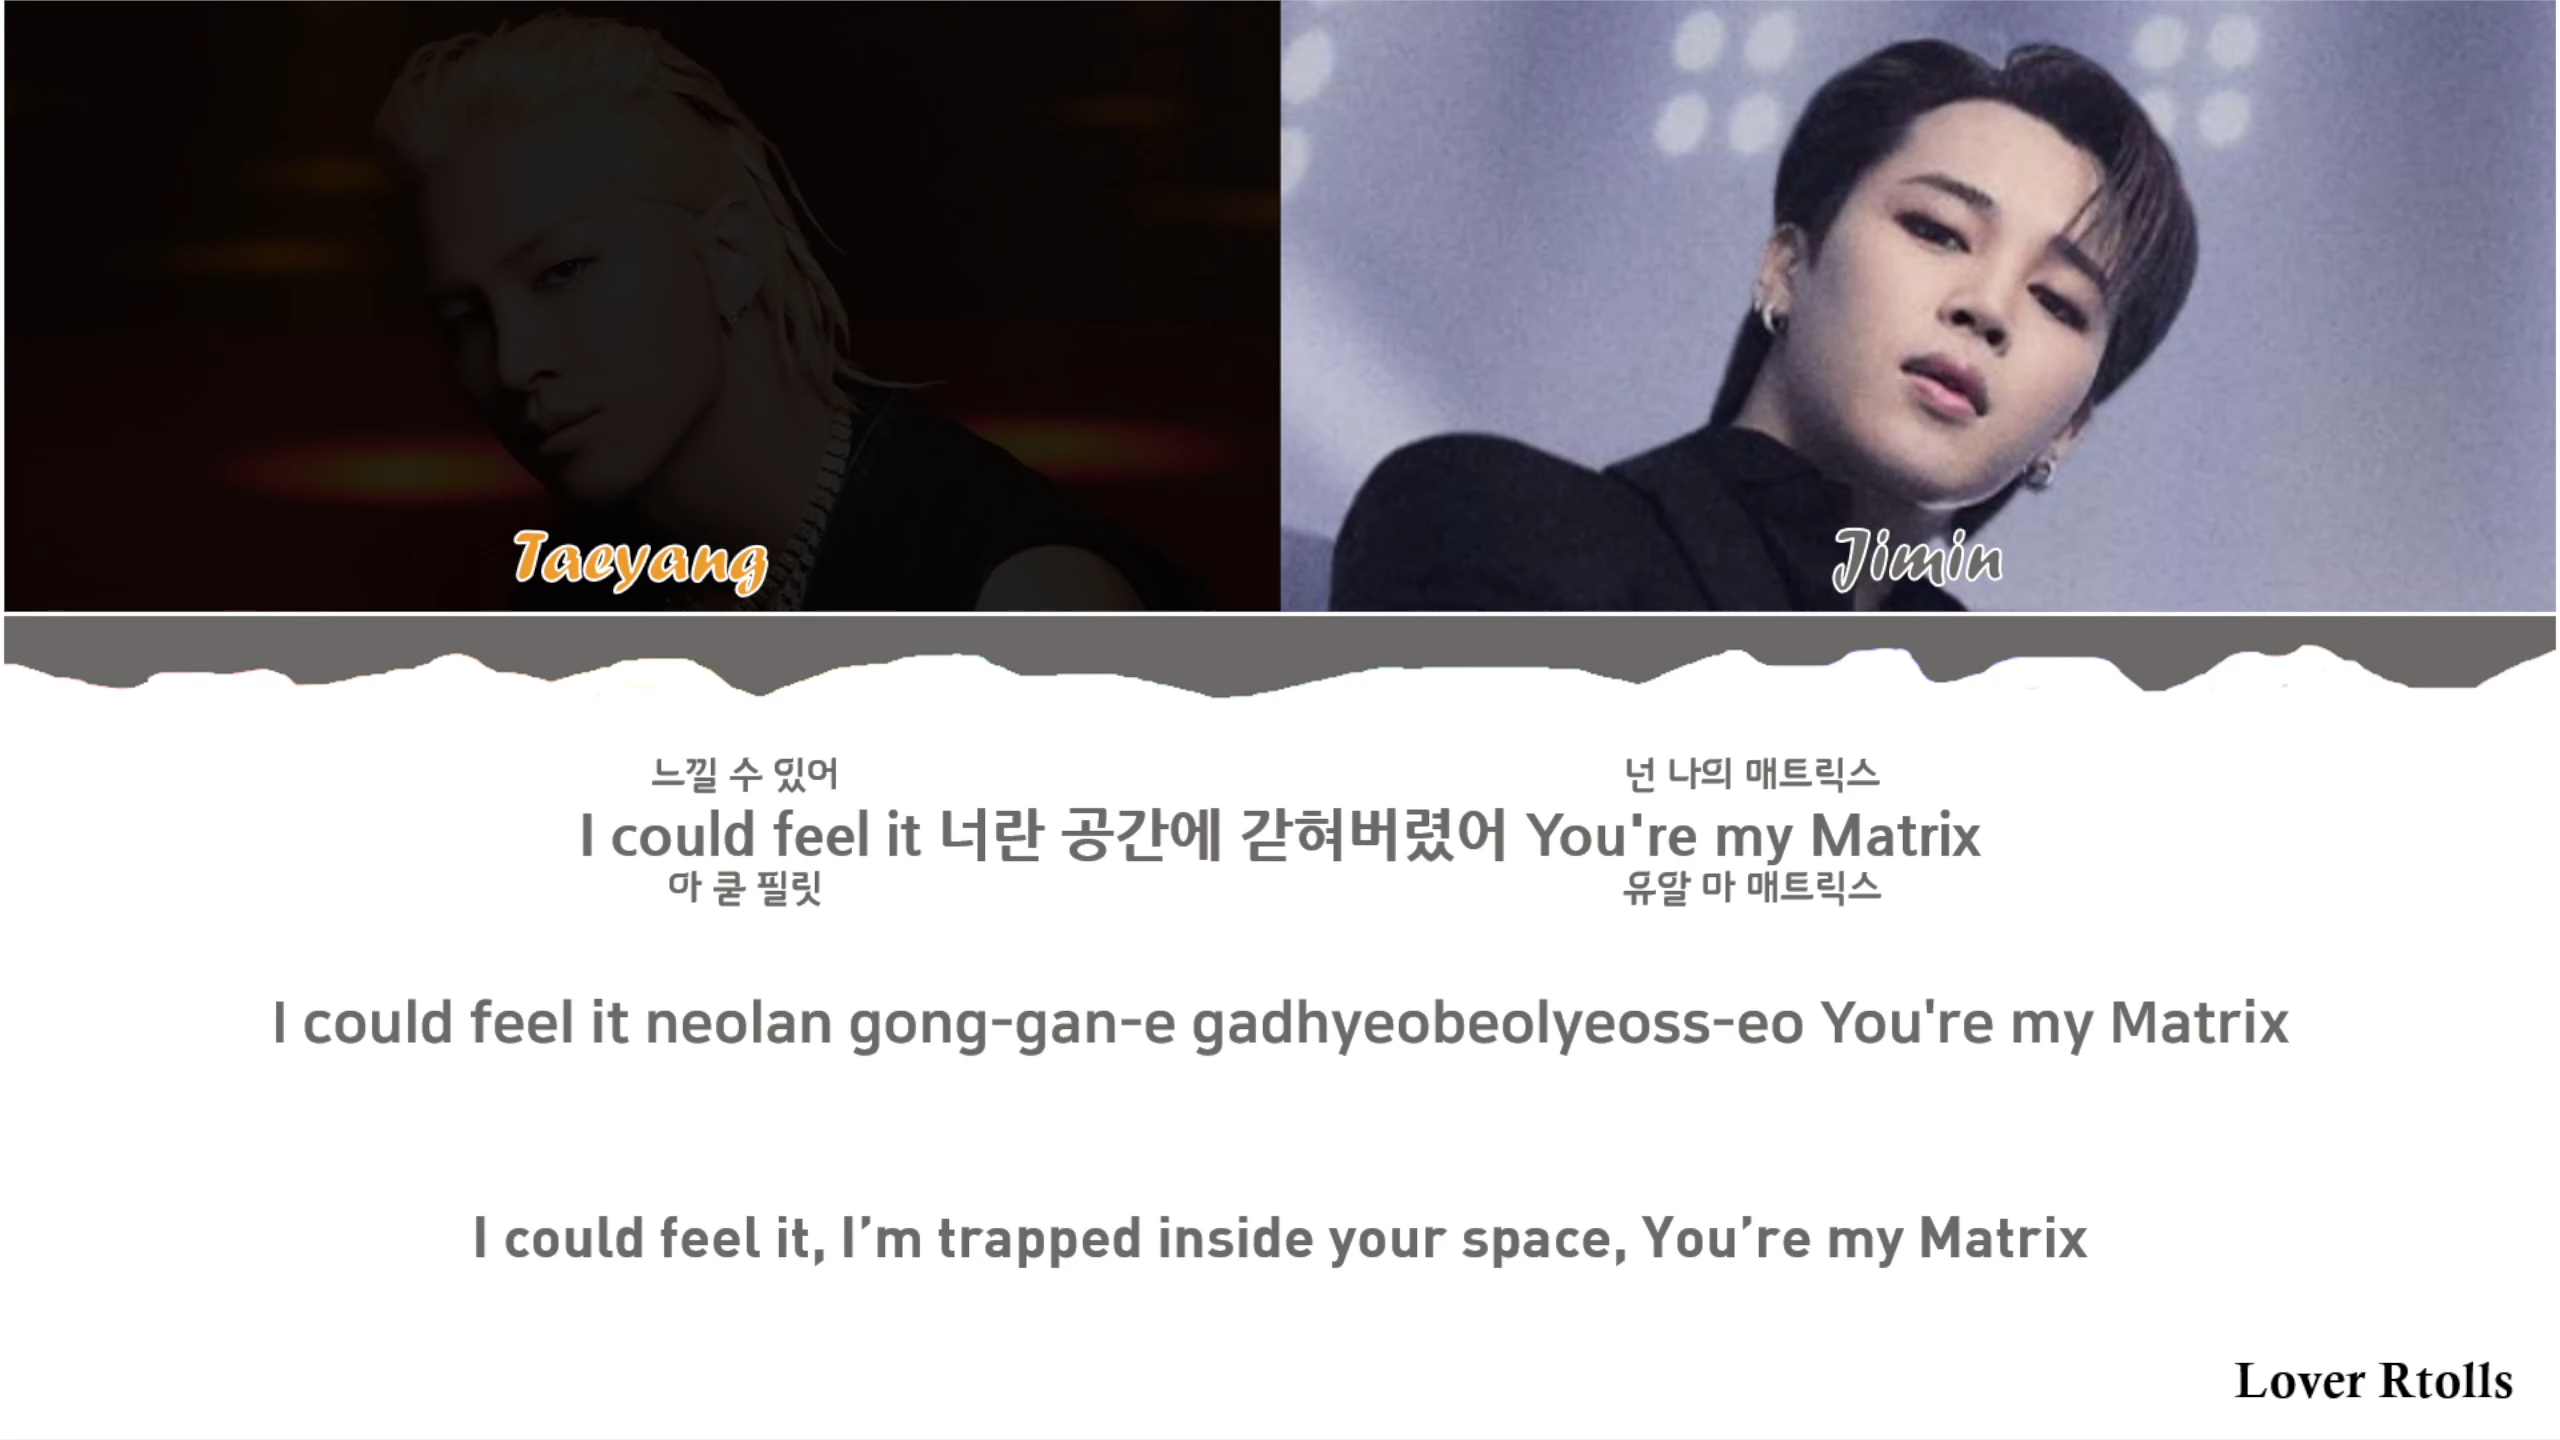 Taeyang
Jimin
느낄 수 있어 넌 나의 매트릭스
I could feel it 너란 공간에 갇혀버렸어 You're my Matrix
아 쿧 필릿 유알 마 매트릭스
I could feel it neolan gong-gan-e gadhyeobeolyeoss-eo You're my Matrix
I could feel it, I’m trapped inside your space, You’re my Matrix
Lover Rtolls